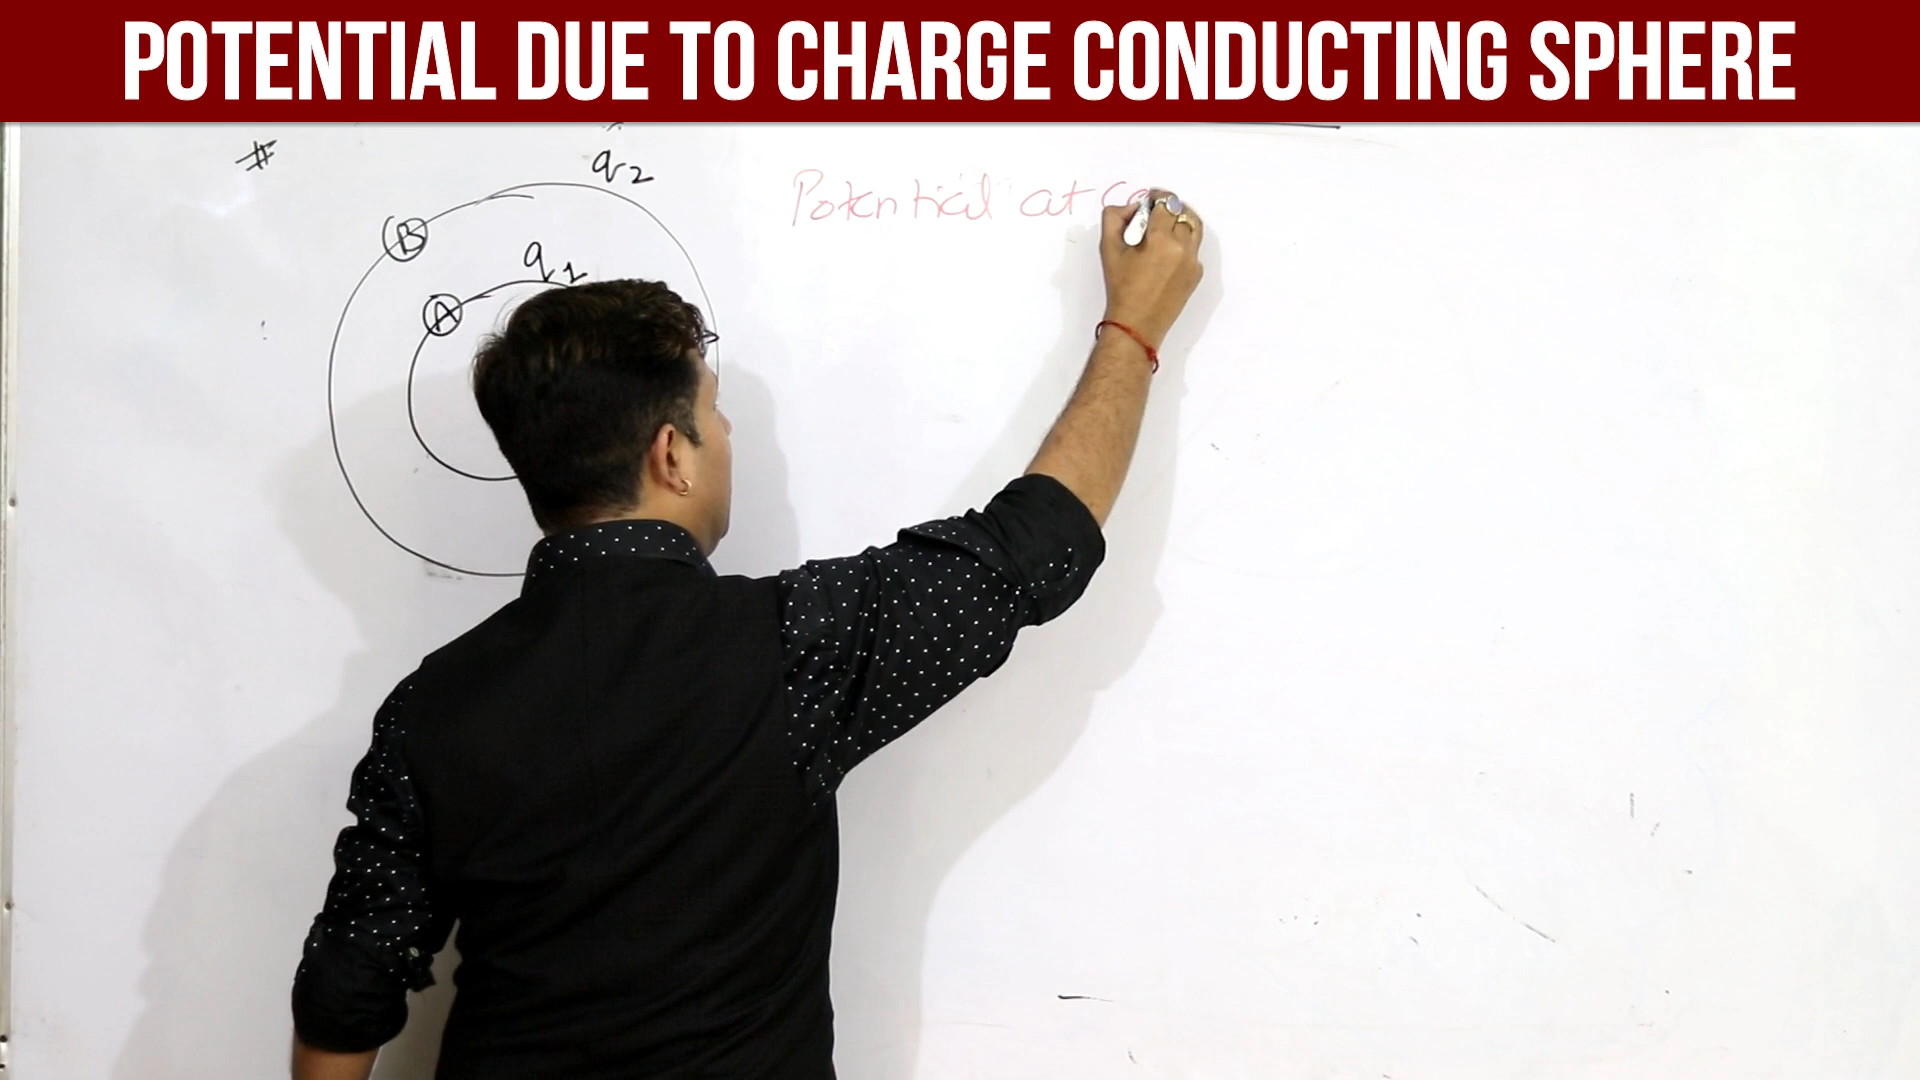 POTENTIAL DUE TO CHARGE CONDUCTING SPHERE
#
q2
B
q1
A
Potential at